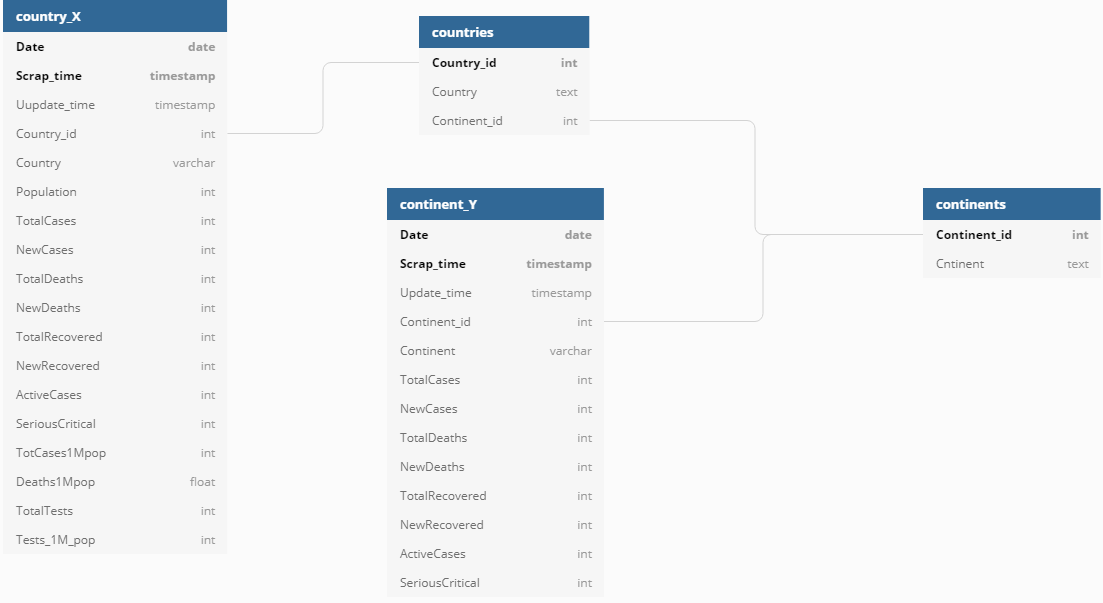 country_X
Date date
Scrap_time timestamp
Uupdate_time timestamp
Country_id int
Country varchar
Population int
TotalCases int
NewCases int
TotalDeaths int
NewDeaths int
TotalRecovered int
NewRecovered int
ActiveCases int
SeriousCritical int
TotCases1Mpop int
Deaths1Mpop float
TotalTests int
Tests_1M_pop int
countries
Country_id int
Country text
Continent_id int
continent_Y
Date date
Scrap_time timestamp
Update_time timestamp
Continent_id int
Continent varchar
TotalCases int
NewCases int
TotalDeaths int
NewDeaths int
TotalRecovered int
NewRecovered int
ActiveCases int
SeriousCritical int
continents
Continent_id int
Cntinent text